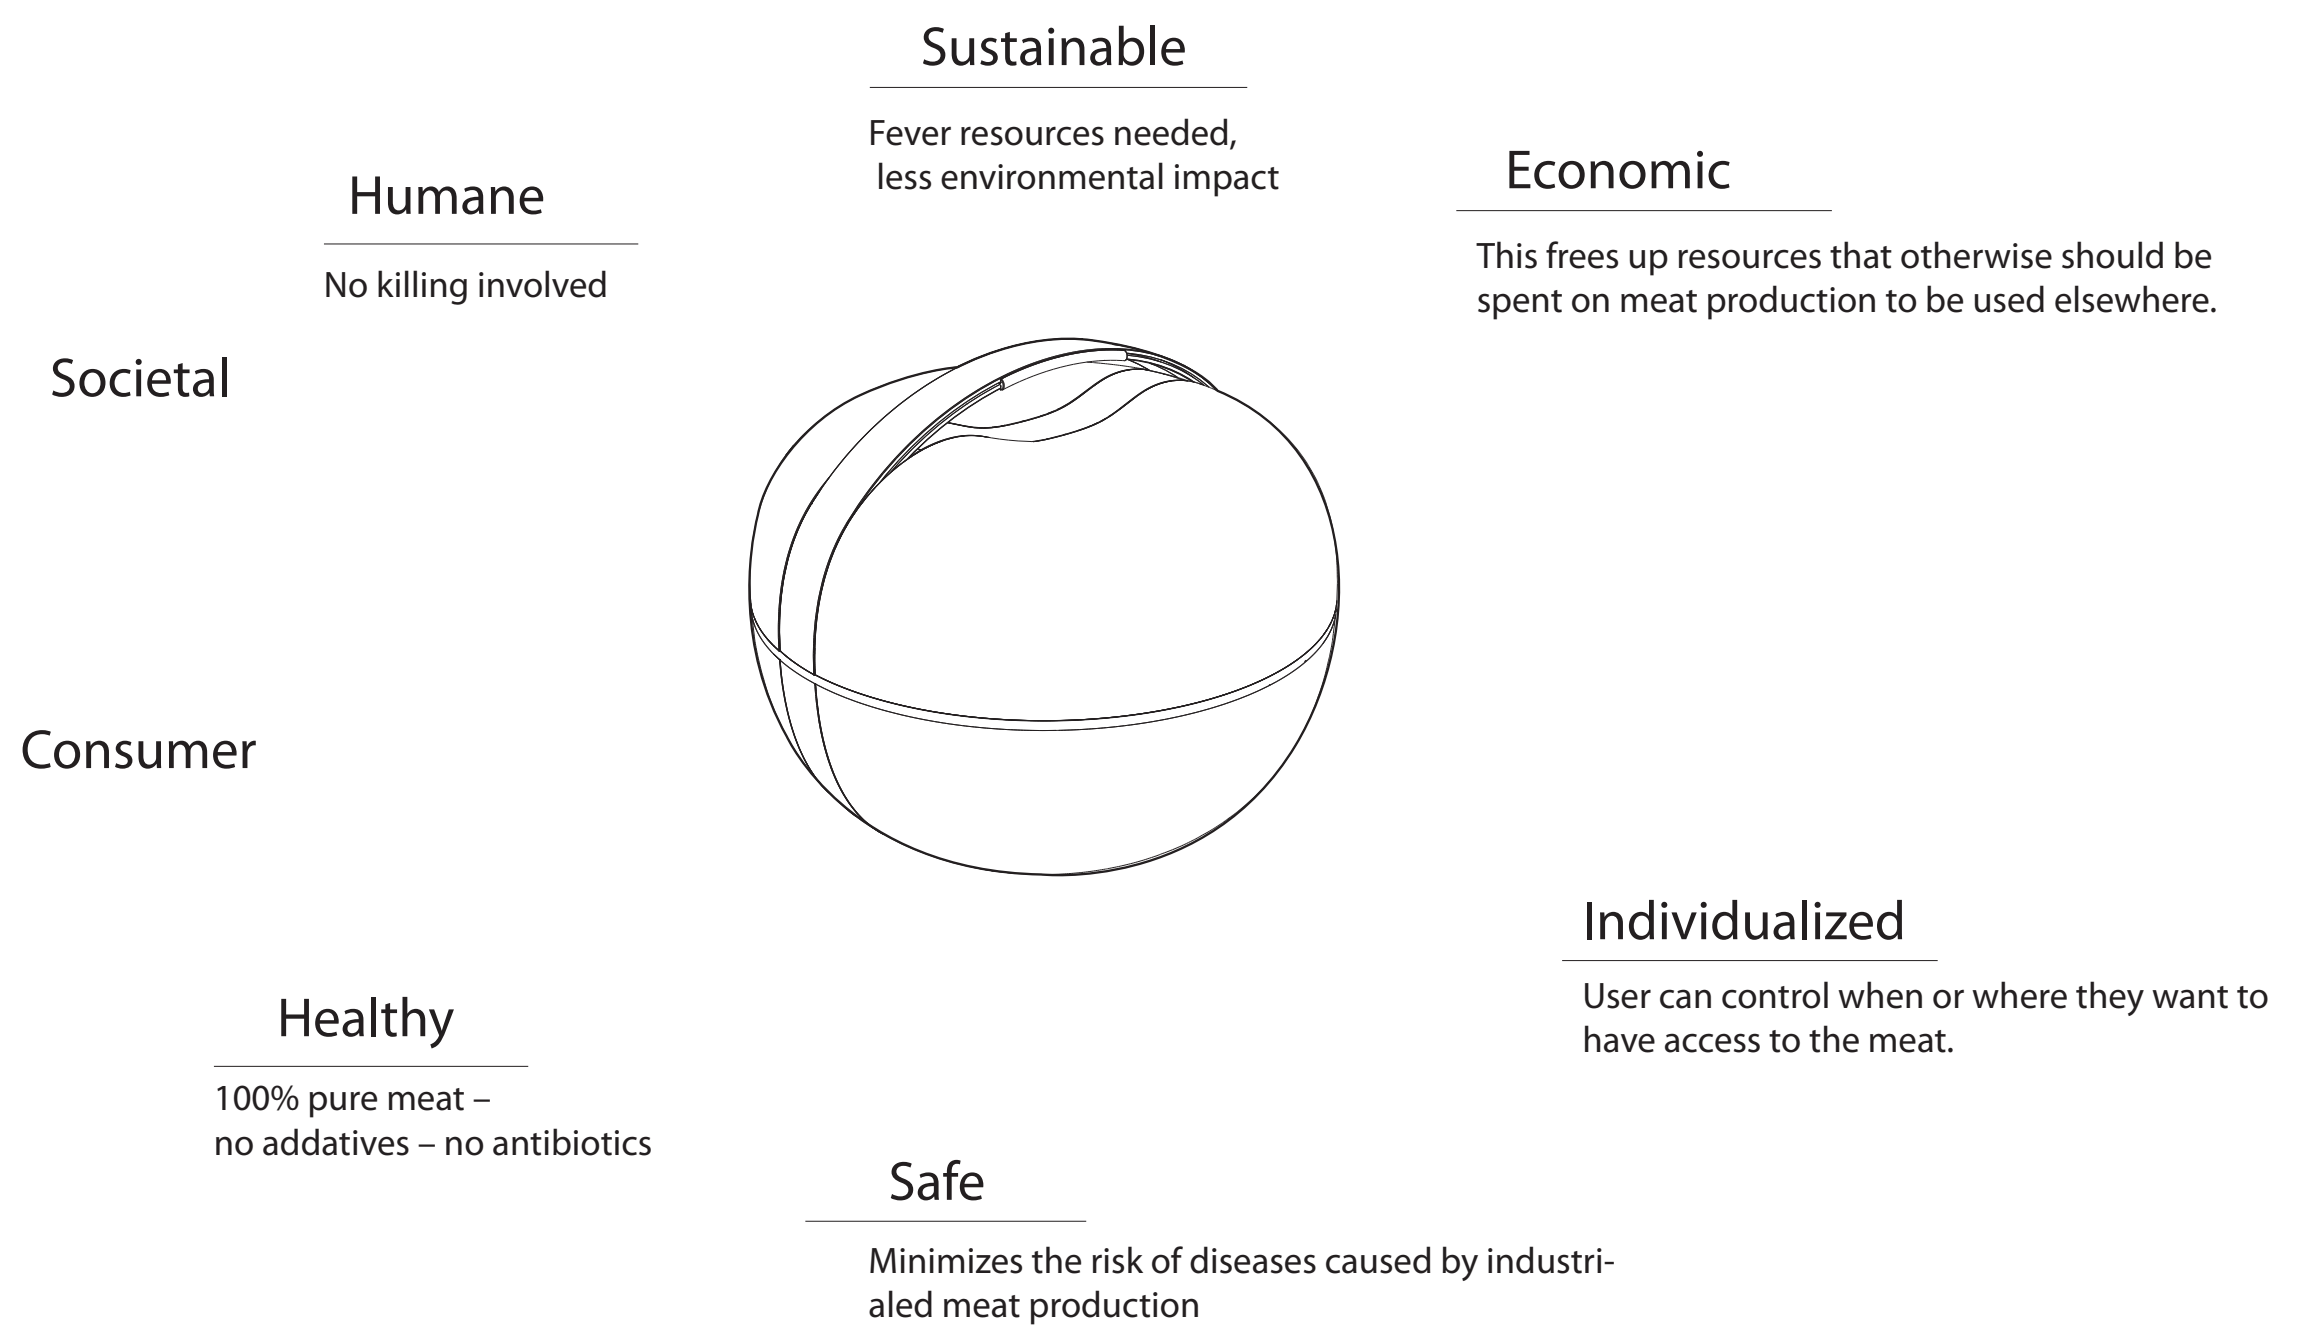 Sustainable
Fever resources needed,
less environmental impact
Economic
This frees up resources that otherwise should be
spent on meat production to be used elsewhere.
Humane
No killing involved
Societal
Consumer
Individualized
User can control when or where they want to
have access to the meat.
Healthy
100% pure meat –
no addatives – no antibiotics
Safe
Minimizes the risk of diseases caused by industri-
aled meat production